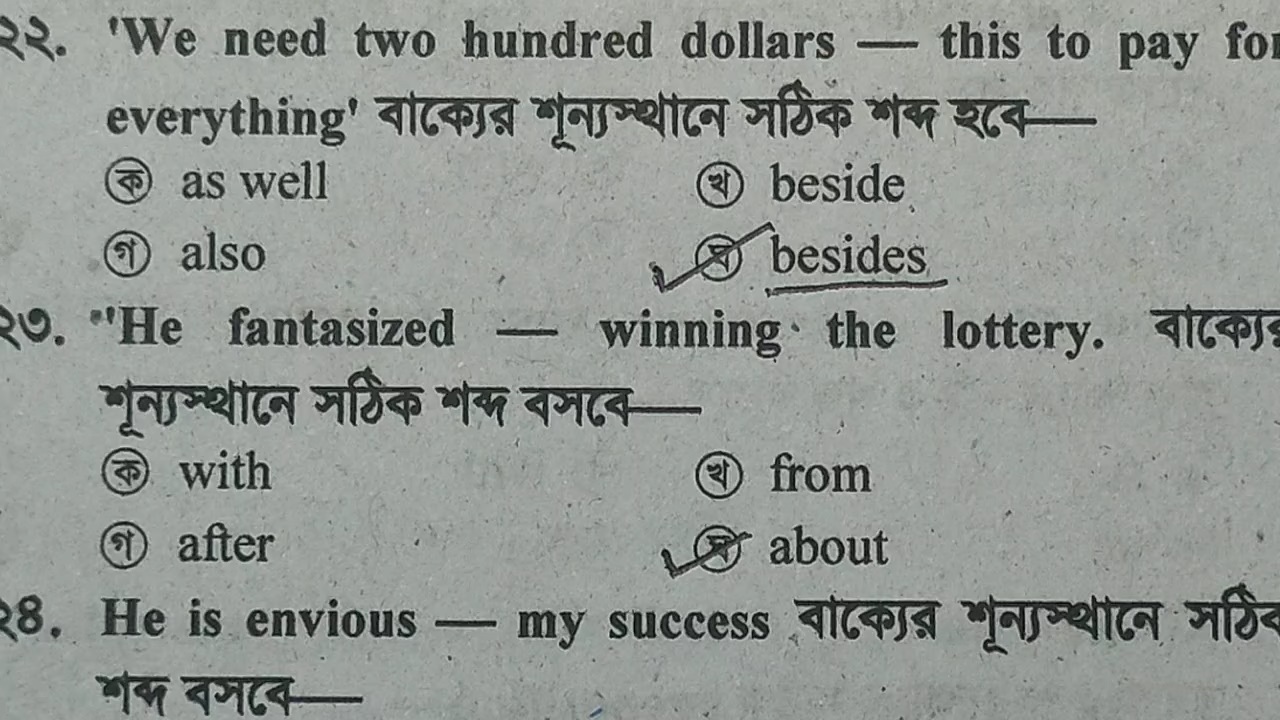 ২২. 'We need two hundred dollars — this to pay for
everything' বাক্যের শূন্যস্থানে সঠিক শব্দ হবে—
ক as well খ beside
গ also ঘ besides
২৩. "'He fantasized — winning the lottery. বাক্যের
শূন্যস্থানে সঠিক শব্দ বসবে—
ক with খ from
গ after ঘ about
২৪. He is envious — my success বাক্যের শূন্যস্থানে সঠিক
শব্দ বসবে—